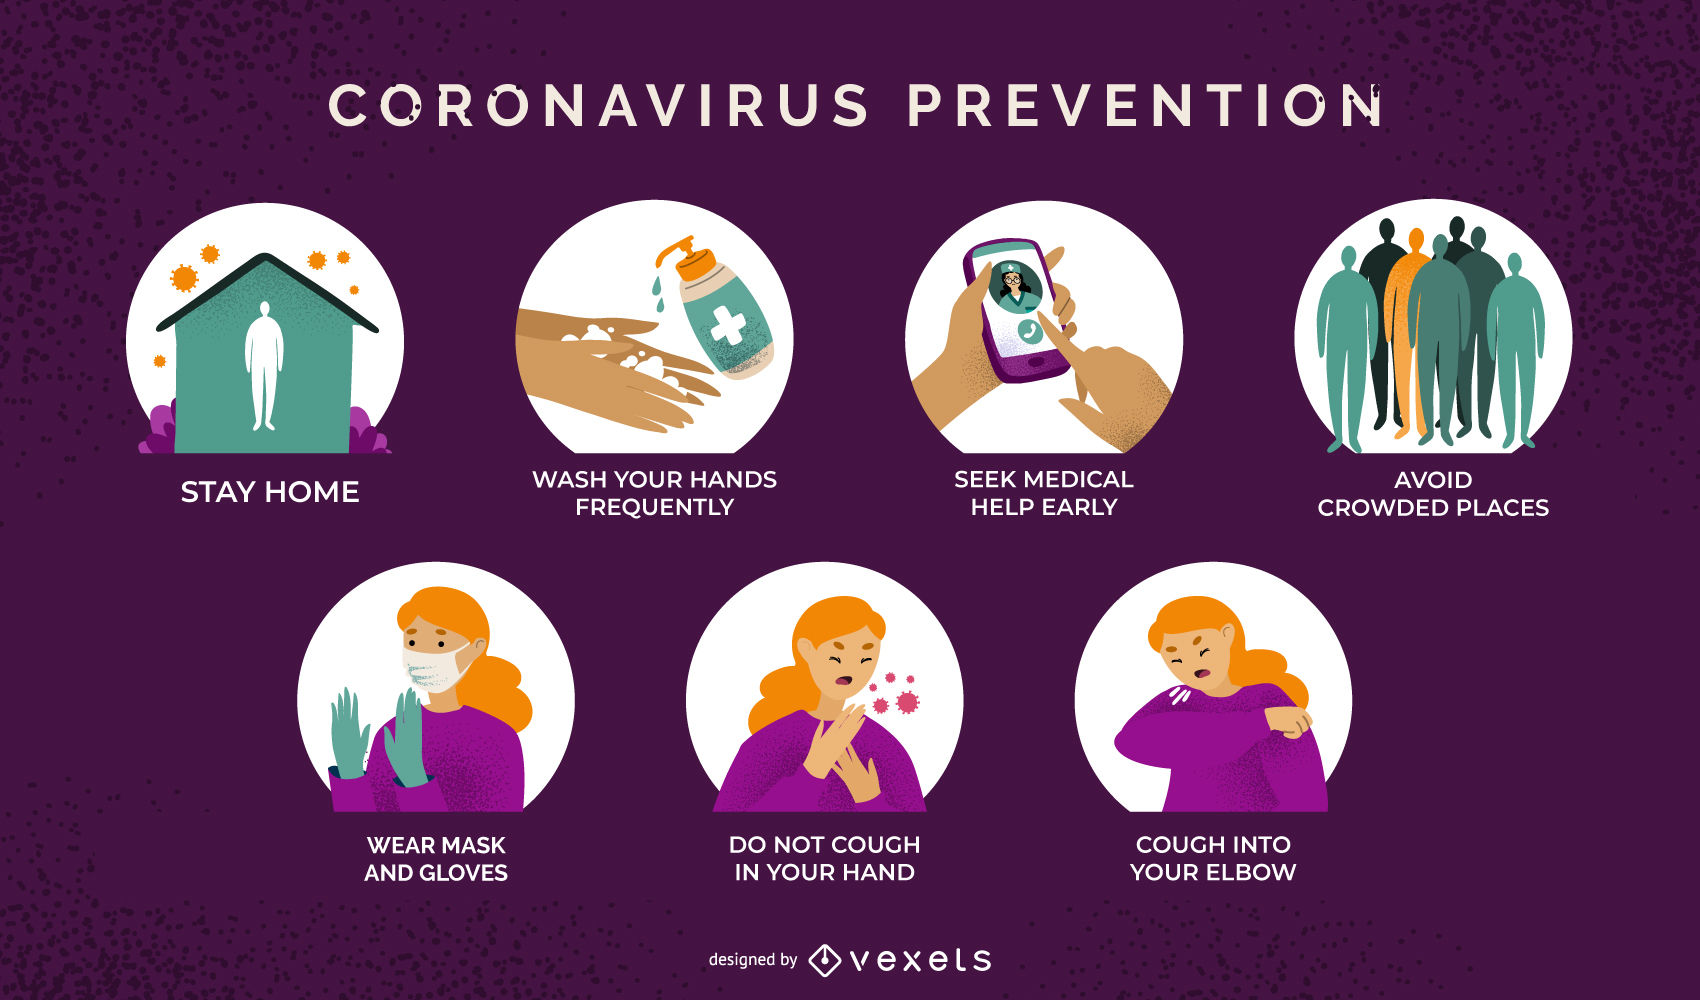 CORONAVIRUS PREVENTION
STAY HOME
WASH YOUR HANDS
FREQUENTLY
SEEK MEDICAL
HELP EARLY
AVOID
CROWDED PLACES
WEAR MASK
AND GLOVES
DO NOT COUGH
IN YOUR HAND
COUGH INTO
YOUR ELBOW
designed by vexels